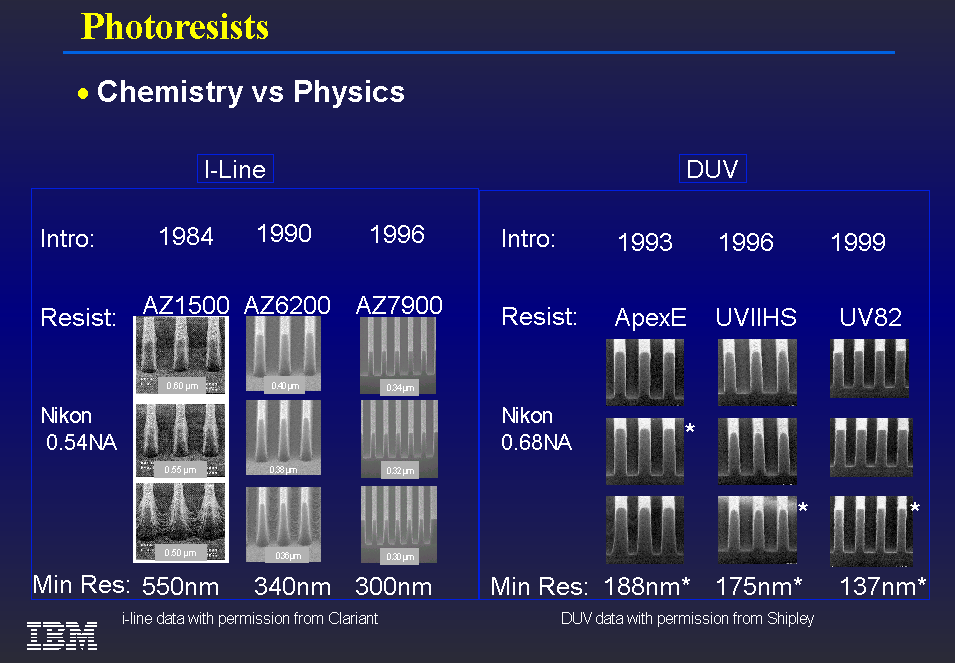 Photoresists
• Chemistry vs Physics
I-Line
DUV
Intro: 1984 1990 1996
Intro: 1993 1996 1999
Resist: AZ1500 AZ6200 AZ7900
Resist: ApexE UVIIHS UV82
0.60 µm 0.40µm 0.34µm
Nikon
0.54NA
Nikon
0.68NA
*
0.55 µm 0.38µm 0.32µm
* *
0.50 µm 0.36µm 0.30µm
Min Res: 550nm 340nm 300nm
Min Res: 188nm* 175nm* 137nm*
i-line data with permission from Clariant
DUV data with permission from Shipley
IBM